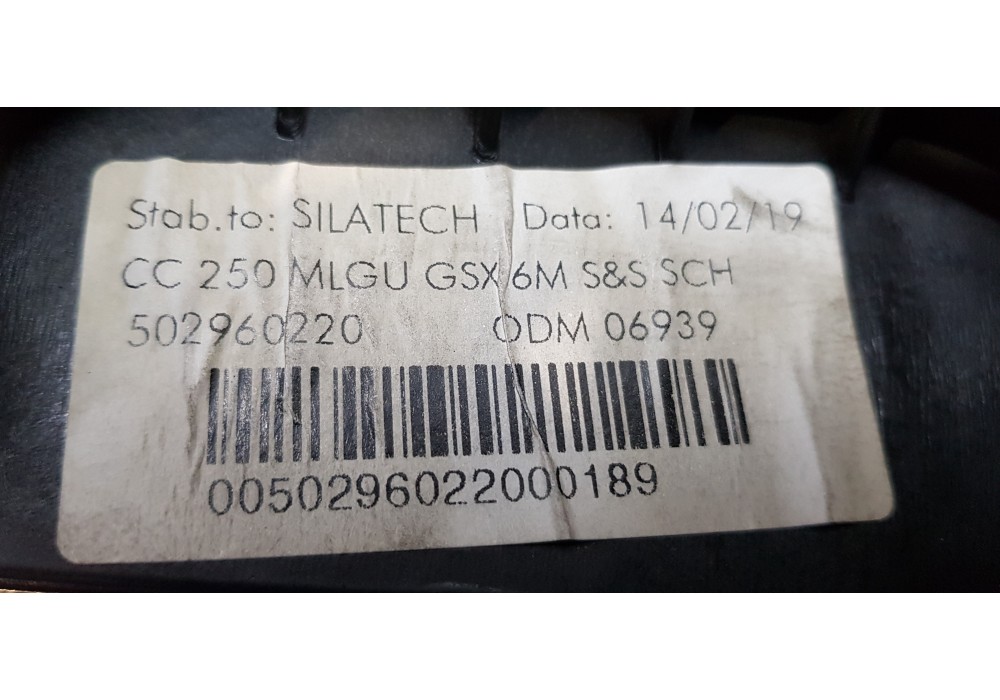 Stab.to: SILATECH Data: 14/02/19
CC 250 MLGU GSX 6M S&S SCH
502960220 ODM 06939
0050296022000189